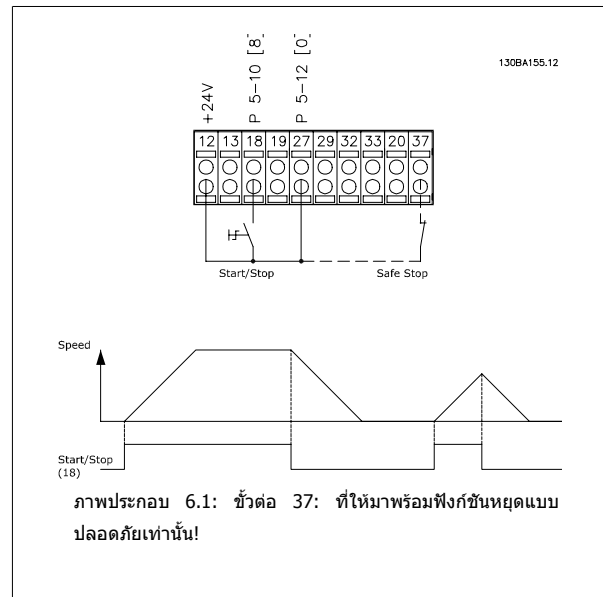 130BA155.12
+24V
P 5-10 [8]
P 5-12 [0]
12 13 18 19 27 29 32 33 20 37
Start/Stop
Safe Stop
Speed
Start/Stop
(18)
ภาพประกอบ 6.1: ขั้วต่อ 37: ที่ให้มาพร้อมฟังก์ชันหยุดแบบ
ปลอดภัยเท่านั้น!